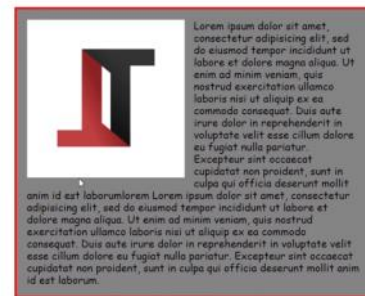 Lorem ipsum dolor sit amet,
consectetur adipisicing elit, sed
do eiusmod tempor incididunt ut
labore et dolore magna aliqua. Ut
enim ad minim veniam, quis
nostrud exercitation ullamco
laboris nisi ut aliquip ex ea
commodo consequat. Duis aute
irure dolor in reprehenderit in
voluptate velit esse cillum dolore
eu fugiat nulla pariatur.
Excepteur sint occaecat
cupidatat non proident, sunt in
culpa qui officia deserunt mollit
anim id est laborumlorem Lorem ipsum dolor sit amet, consectetur
adipisicing elit, sed do eiusmod tempor incididunt ut labore et
dolore magna aliqua. Ut enim ad minim veniam, quis nostrud
exercitation ullamco laboris nisi ut aliquip ex ea commodo
consequat. Duis aute irure dolor in reprehenderit in voluptate velit
esse cillum dolore eu fugiat nulla pariatur. Excepteur sint occaecat
cupidatat non proident, sunt in culpa qui officia deserunt mollit anim
id est laborum.